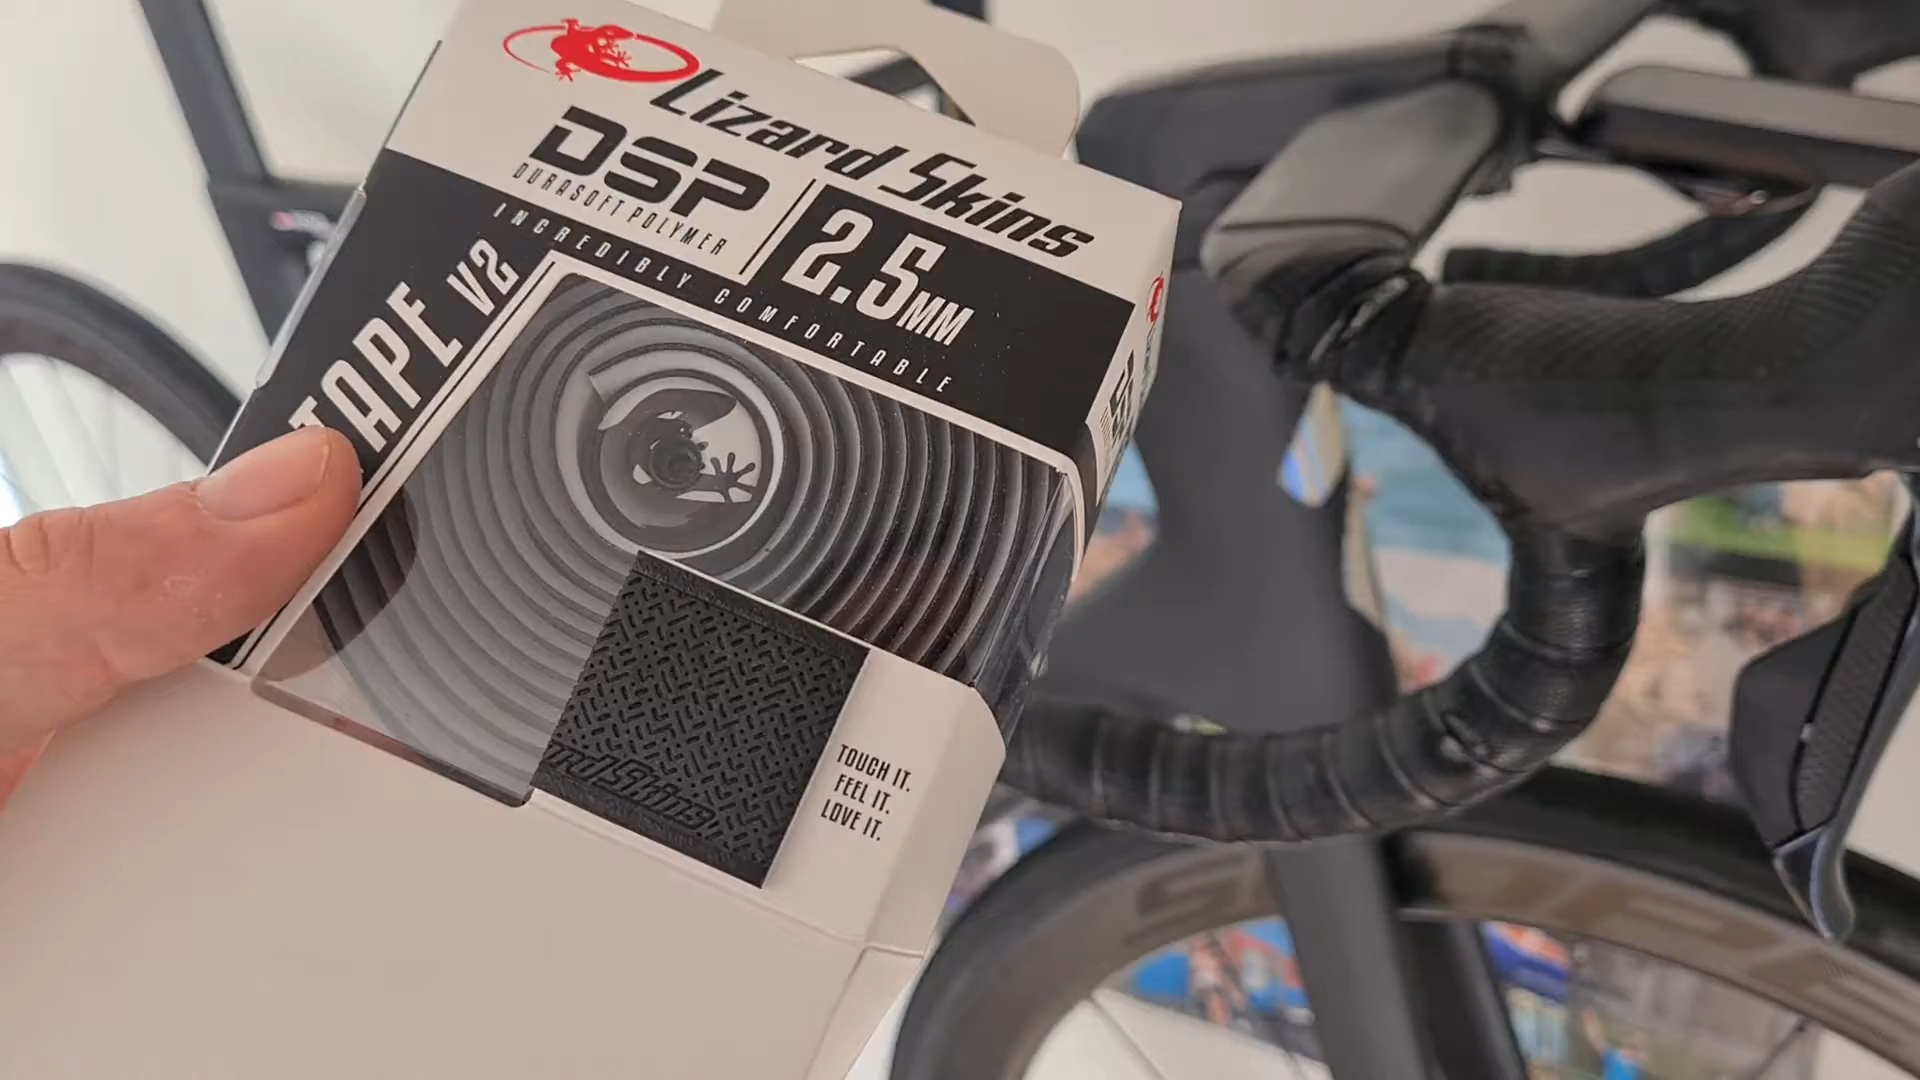 Lizard Skins
DSP
DURASOFT POLYMER
2.5MM
INCREDIBLY COMFORTABLE
TAPE V2
TOUCH IT.
FEEL IT.
LOVE IT.